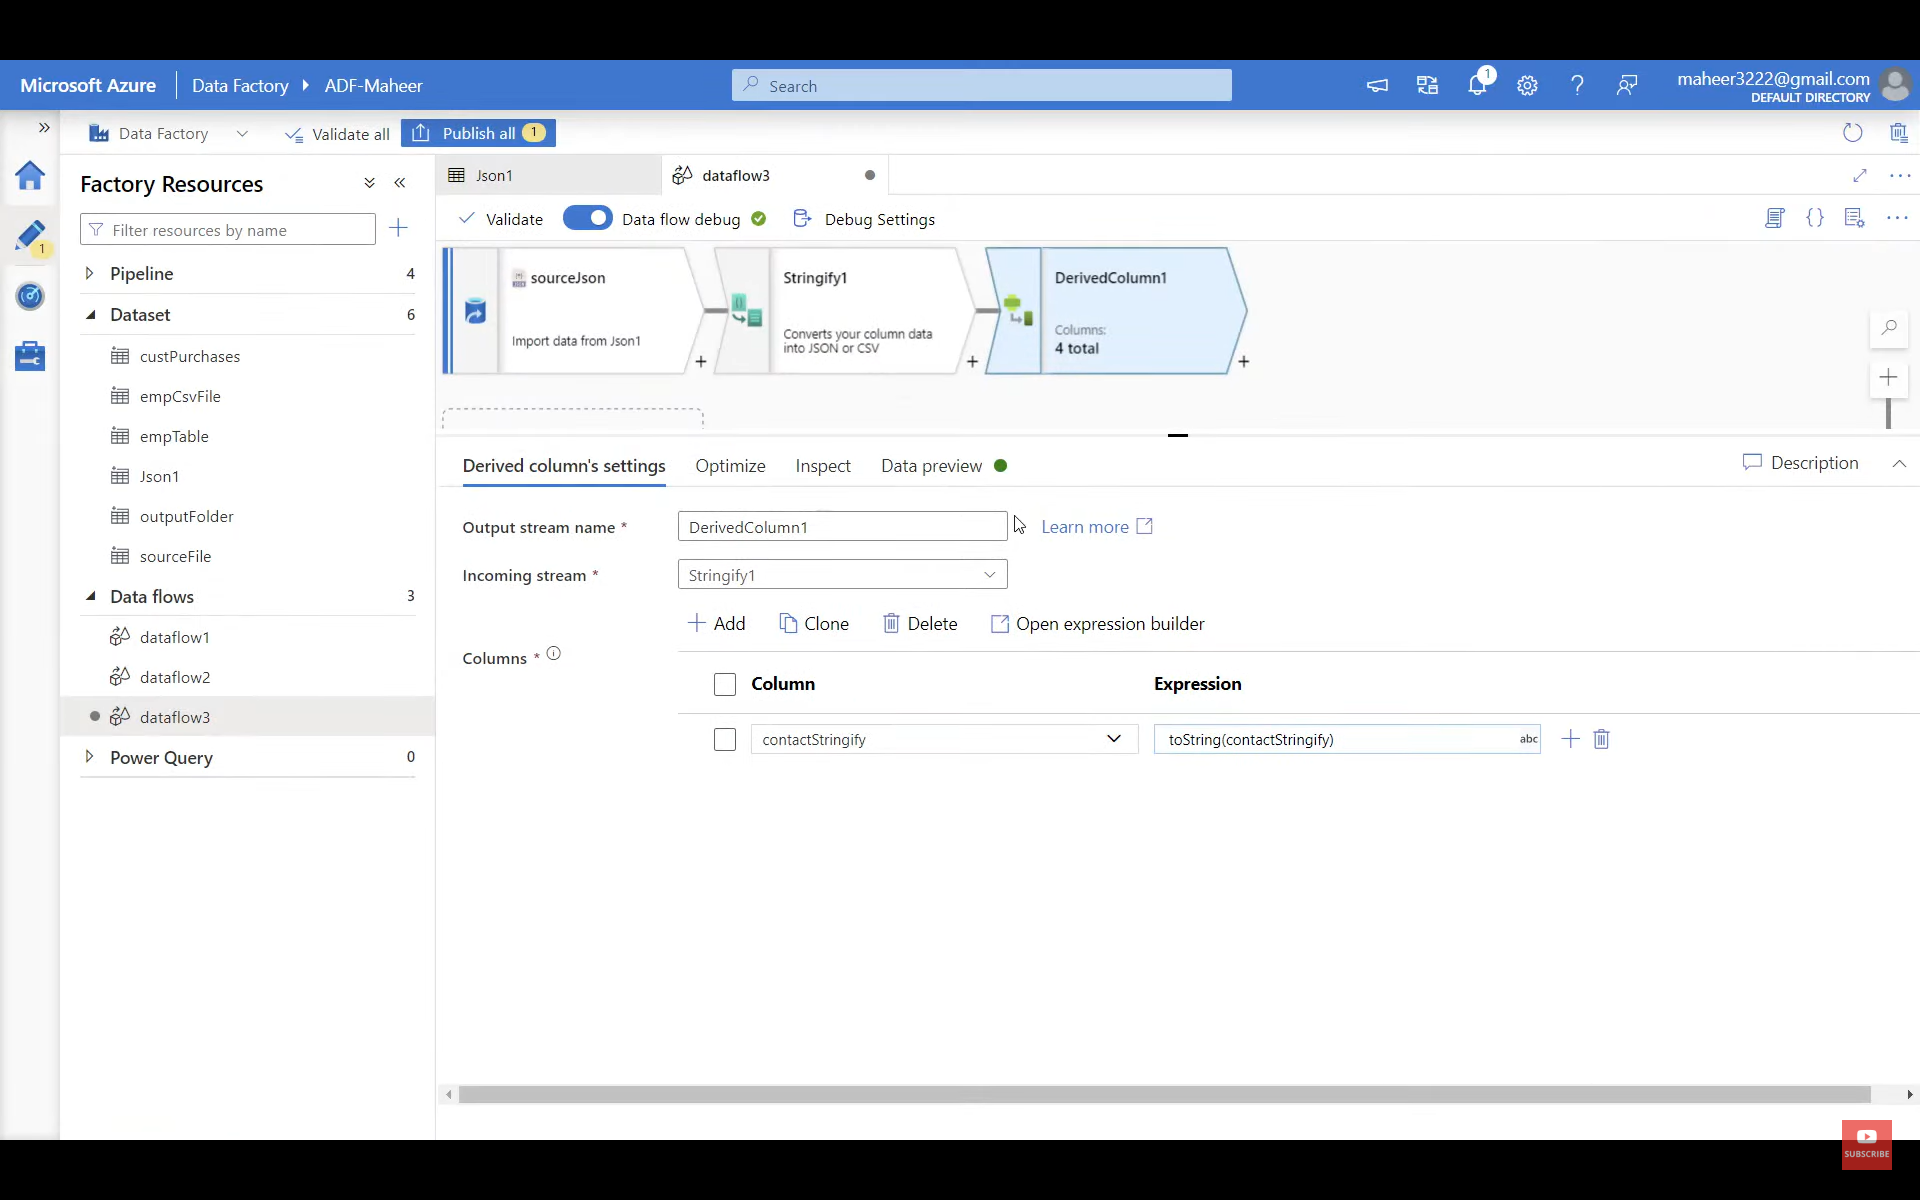 Microsoft Azure
Data Factory
ADF-Maheer
Search
1
maheer3222@gmail.com
DEFAULT DIRECTORY
Data Factory
Validate all
Publish all
1
1
Factory Resources
Filter resources by name
Pipeline 4
Dataset 6
custPurchases
empCsvFile
empTable
Json1
outputFolder
sourceFile
Data flows 3
dataflow1
dataflow2
dataflow3
Power Query 0
Json1
dataflow3
Validate
Data flow debug
Debug Settings
sourceJson
Import data from Json1
Stringify1
Converts your column data
into JSON or CSV
DerivedColumn1
Columns:
4 total
Derived column's settings
Optimize
Inspect
Data preview
Description
Output stream name *
DerivedColumn1
Learn more
Incoming stream *
Stringify1
Add
Clone
Delete
Open expression builder
Columns *
Column
Expression
contactStringify
toString(contactStringify)
abc
SUBSCRIBE